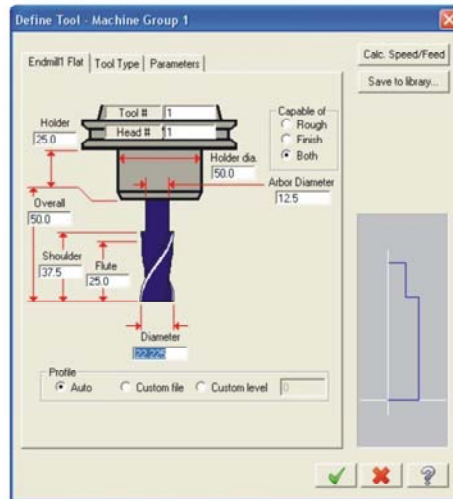 Define Tool - Machine Group 1
Endmill1 Flat Tool Type Parameters
Calc. Speed/Feed
Save to library...
Tool # 1
Head # 1
Holder
25.0
Capable of
Rough
Finish
Both
Holder dia.
50.0
Arbor Diameter
12.5
Overall
50.0
Shoulder
37.5
Flute
25.0
Diameter
22.225
Profile
Auto Custom file Custom level 0